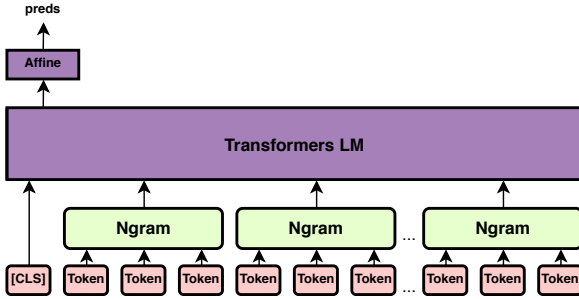 preds
Affine
Transformers LM
Ngram Ngram ... Ngram
[CLS] Token Token Token Token Token Token ... Token Token Token